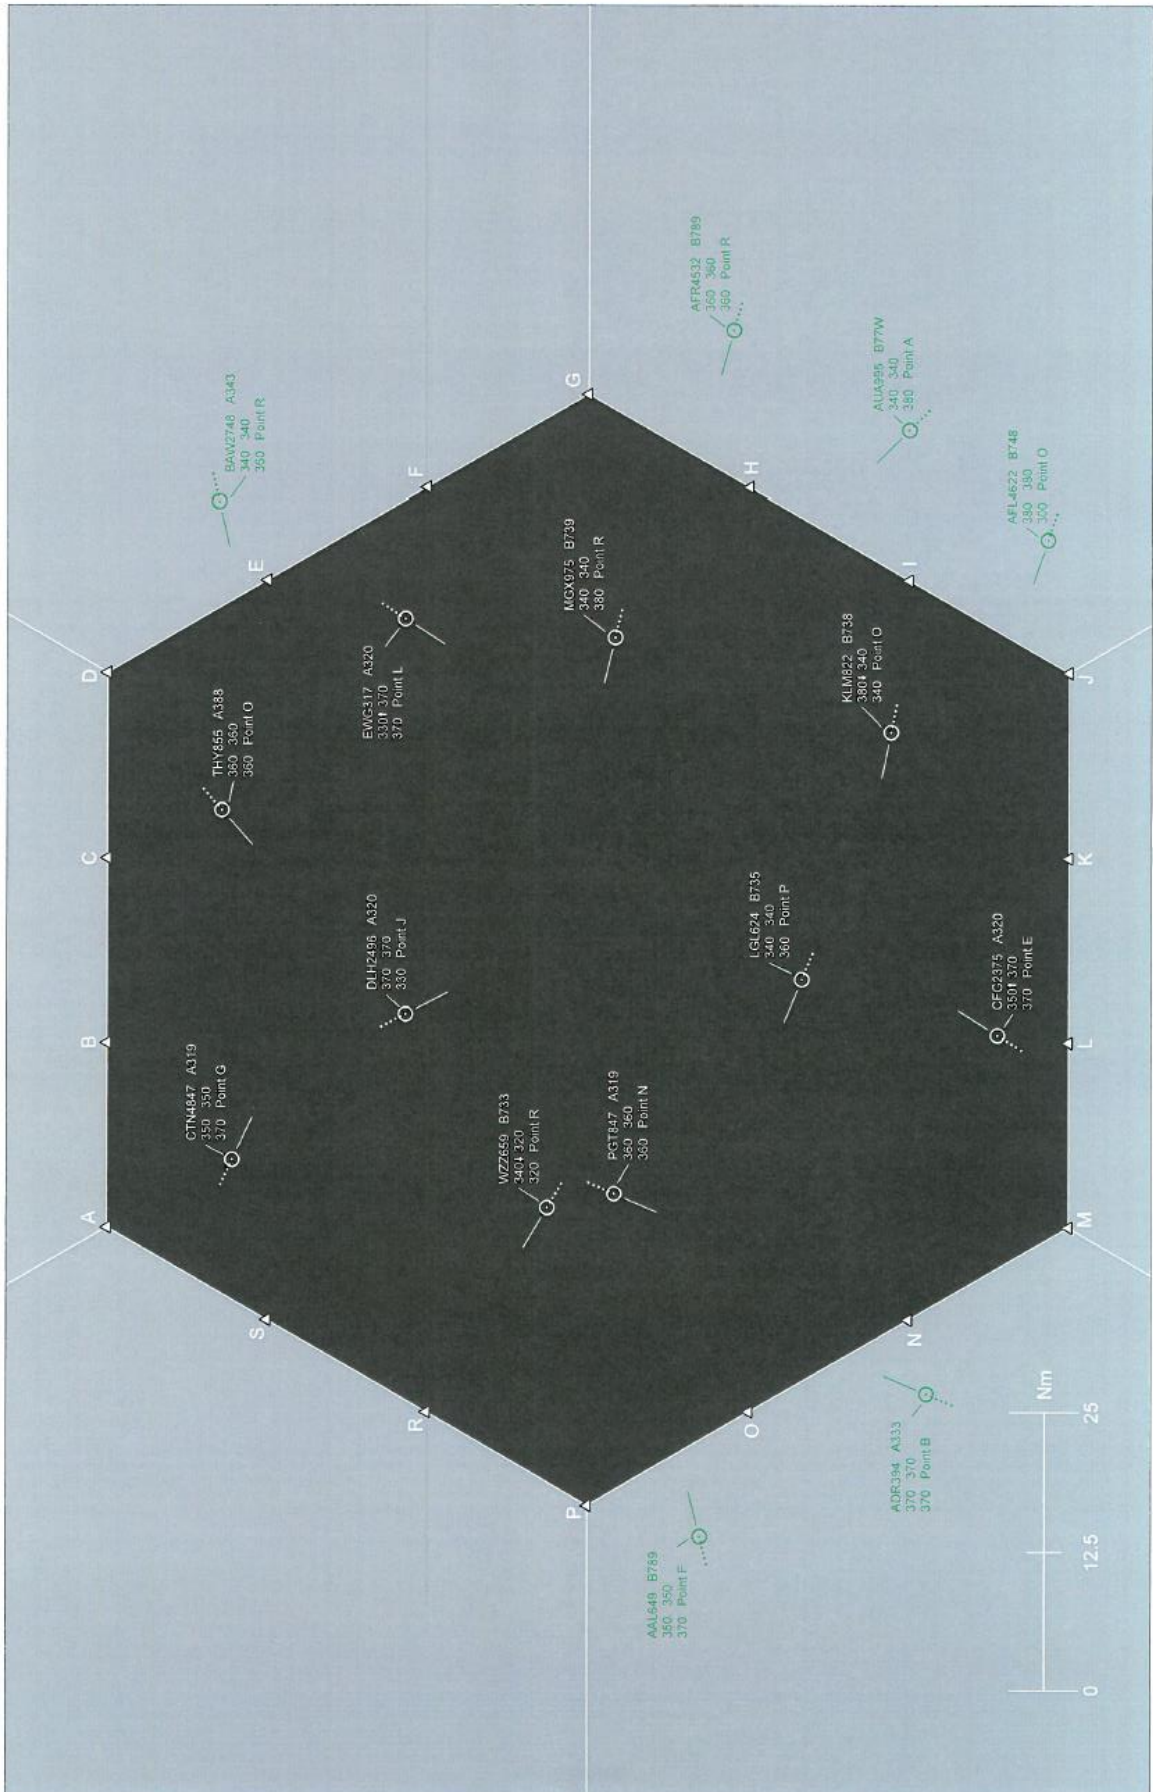 A
B
C
D
E
F
G
H
I
J
K
L
M
N
O
P
R
S
CTN4847 A319
350 350
370 Point G
THY855 A388
360 360
360 Point O
BAW2748 A343
340 340
360 Point R
DLH2496 A320
370 370
330 Point J
EWG317 A320
330⬆ 370
370 Point L
WZZ659 B733
340⬇ 320
320 Point R
PGT847 A319
360 360
360 Point N
MGX975 B739
340 340
380 Point R
AFR4532 B789
360 360
360 Point R
AAL649 B789
350 350
370 Point F
LGL624 B735
340 340
360 Point P
KLM822 B738
380⬇ 340
340 Point O
AUA995 B77W
340 340
380 Point A
ADR394 A333
370 370
370 Point B
CFG2375 A320
350⬆ 370
370 Point E
AFL4622 B748
380 380
300 Point O
0 12.5 25
Nm